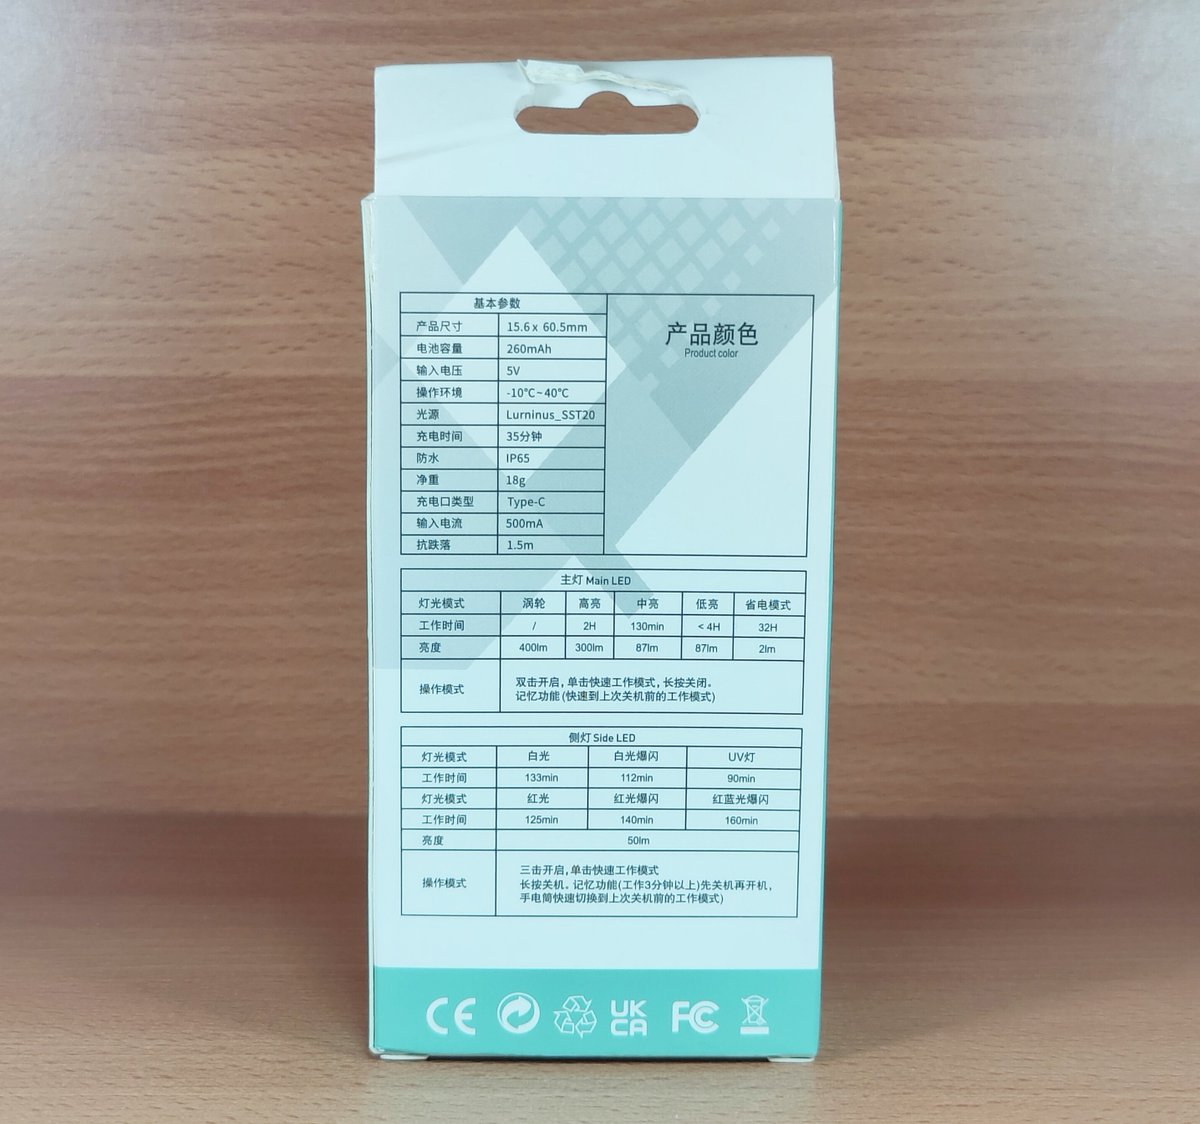 基本参数
产品尺寸 15.6 x 60.5mm
电池容量 260mAh
输入电压 5V
操作环境 -10°C~40°C
光源 Lurninus_SST20
充电时间 35分钟
防水 IP65
净重 18g
充电口类型 Type-C
输入电流 500mA
抗跌落 1.5m
产品颜色
Product color
主灯 Main LED
灯光模式 涡轮 高亮 中亮 低亮 省电模式
工作时间 / 2H 130min < 4H 32H
亮度 400lm 300lm 87lm 87lm 2lm
操作模式
双击开启,单击快速工作模式,长按关闭。
记忆功能(快速到上次关机前的工作模式)
侧灯 Side LED
灯光模式 白光 白光爆闪 UV灯
工作时间 133min 112min 90min
灯光模式 红光 红光爆闪 红蓝光爆闪
工作时间 125min 140min 160min
亮度 50lm
操作模式
三击开启,单击快速工作模式
长按关机。记忆功能(工作3分钟以上)先关机再开机,
手电筒快速切换到上次关机前的工作模式)
CE UK CA FC